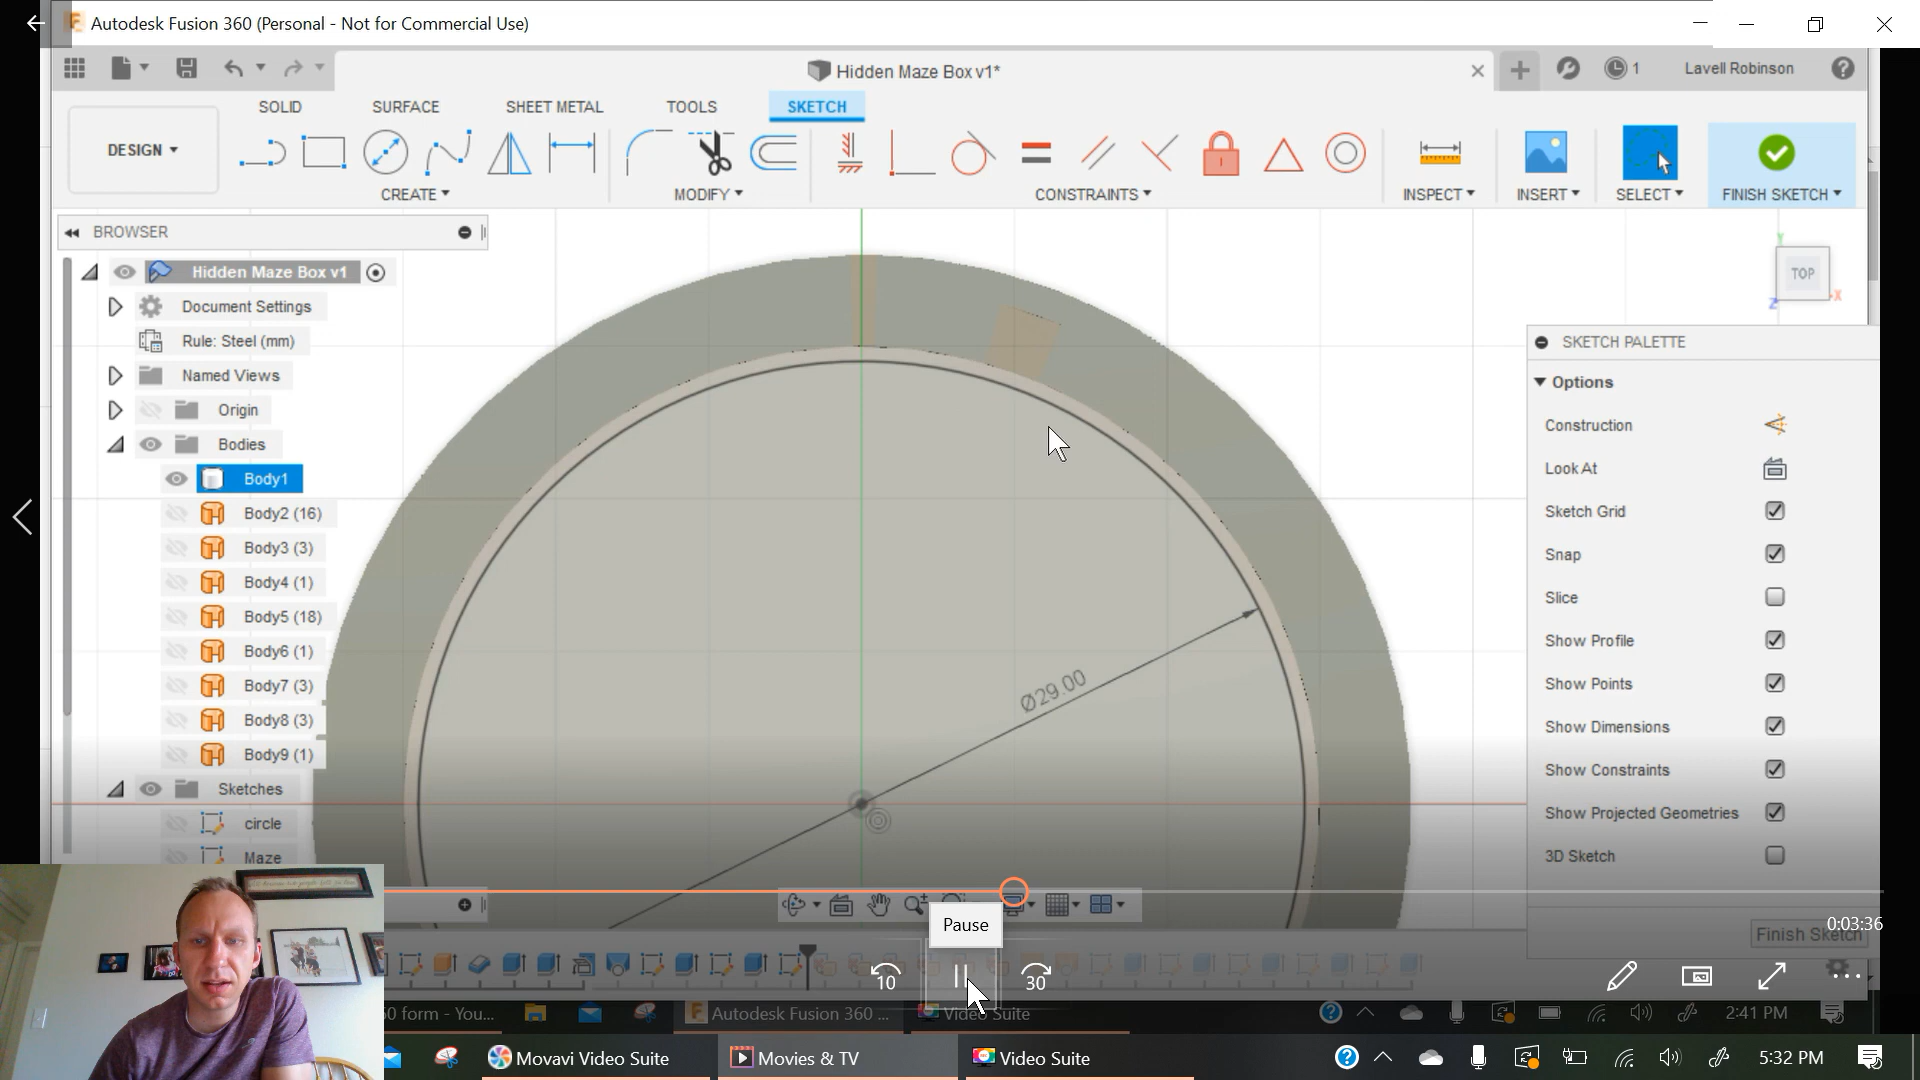 Autodesk Fusion 360 (Personal - Not for Commercial Use)
Hidden Maze Box v1*
1
Lavell Robinson
SOLID
SURFACE
SHEET METAL
TOOLS
SKETCH
DESIGN
CREATE
MODIFY
CONSTRAINTS
INSPECT
INSERT
SELECT
FINISH SKETCH
BROWSER
Hidden Maze Box v1
Document Settings
Rule: Steel (mm)
Named Views
Origin
Bodies
Body1
Body2 (16)
Body3 (3)
Body4 (1)
Body5 (18)
Body6 (1)
Body7 (3)
Body8 (3)
Body9 (1)
Sketches
circle
Maze
Ø29.00
Y
TOP
Z
X
SKETCH PALETTE
Options
Construction
Look At
Sketch Grid
Snap
Slice
Show Profile
Show Points
Show Dimensions
Show Constraints
Show Projected Geometries
3D Sketch
Finish Sketch
0:03:36
Pause
10
30
0 form - You...
Autodesk Fusion 360 ...
Video Suite
2:41 PM
Movavi Video Suite
Movies & TV
Video Suite
5:32 PM